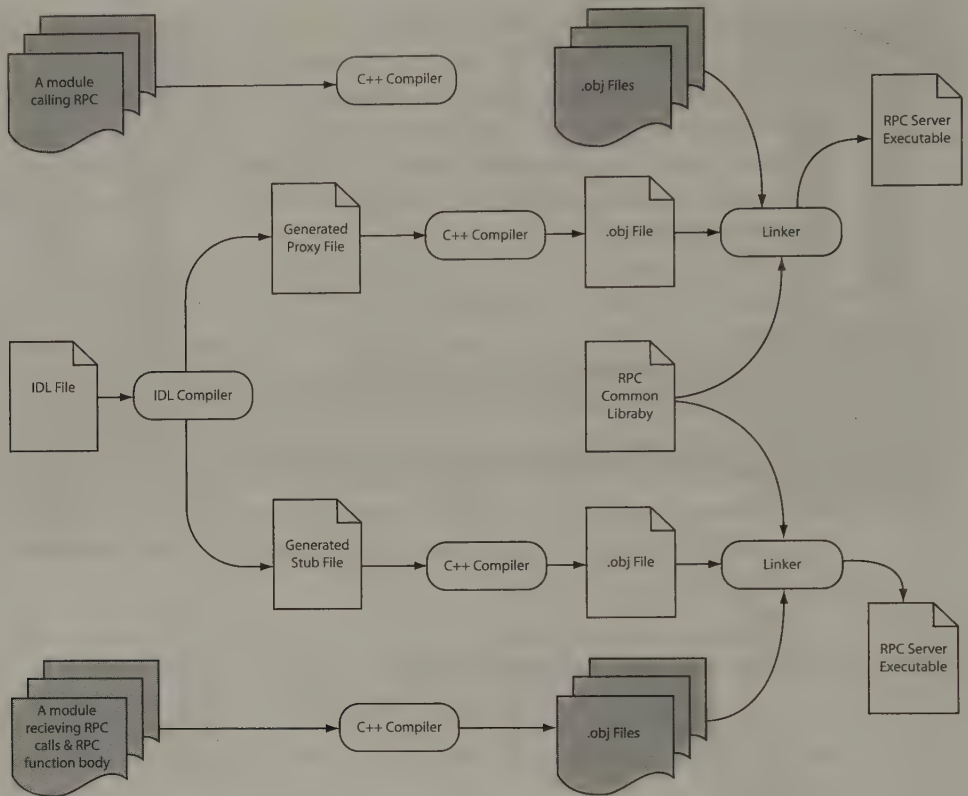 A module
calling RPC
C++ Compiler
.obj Files
RPC Server
Executable
Generated
Proxy File
C++ Compiler
.obj File
Linker
IDL File
IDL Compiler
RPC
Common
Libraby
Generated
Stub File
C++ Compiler
.obj File
Linker
RPC Server
Executable
A module
recieving RPC
calls & RPC
function body
C++ Compiler
.obj Files